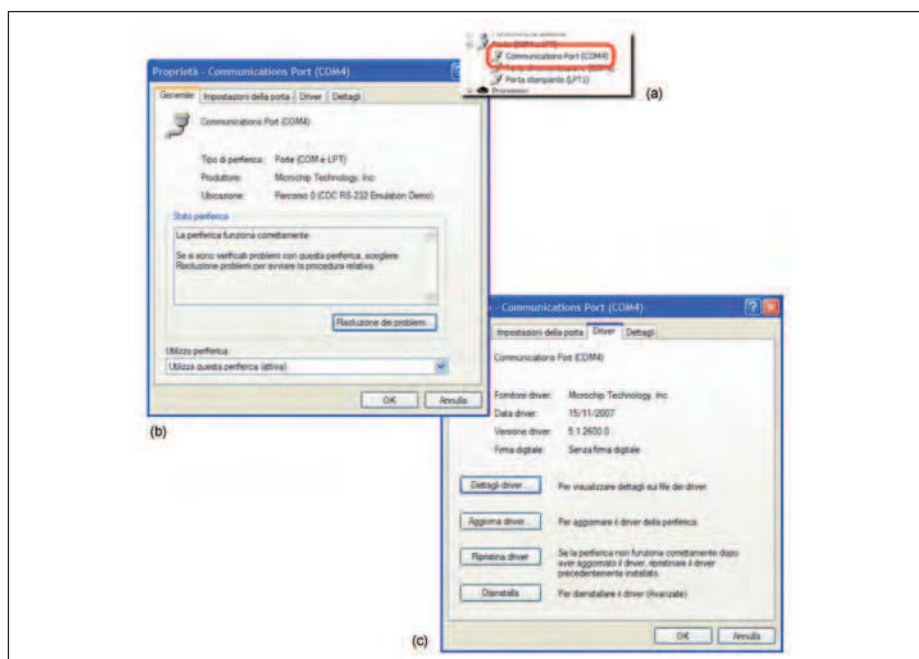 Communications Port (COM4)
Porta stampante (LPT1)
Processori
(a)
Proprietà - Communications Port (COM4)
Generale Impostazioni della porta Driver Dettagli
Communications Port (COM4)
Tipo di periferica: Porte (COM e LPT)
Produttore: Microchip Technology, Inc.
Ubicazione: Percorso 0 (CDC RS-232 Emulation Demo)
Stato periferica
La periferica funziona correttamente.
Se si sono verificati problemi con questa periferica, scegliere
Risoluzione problemi per avviare la procedura relativa.
Risoluzione dei problemi...
Utilizzo periferica:
Utilizza questa periferica (attiva)
OK Annulla
(b)
- Communications Port (COM4)
Impostazioni della porta Driver Dettagli
Communications Port (COM4)
Fornitore driver: Microchip Technology, Inc.
Data driver: 15/11/2007
Versione driver: 5.1.2600.0
Firma digitale: Senza firma digitale
Dettagli driver... Per visualizzare dettagli sui file dei driver.
Aggiorna driver... Per aggiornare il driver della periferica.
Ripristina driver Se la periferica non funziona correttamente dopo
aver aggiornato il driver, ripristinare il driver
precedentemente installato.
Disinstalla Per disinstallare il driver (Avanzate).
OK Annulla
(c)